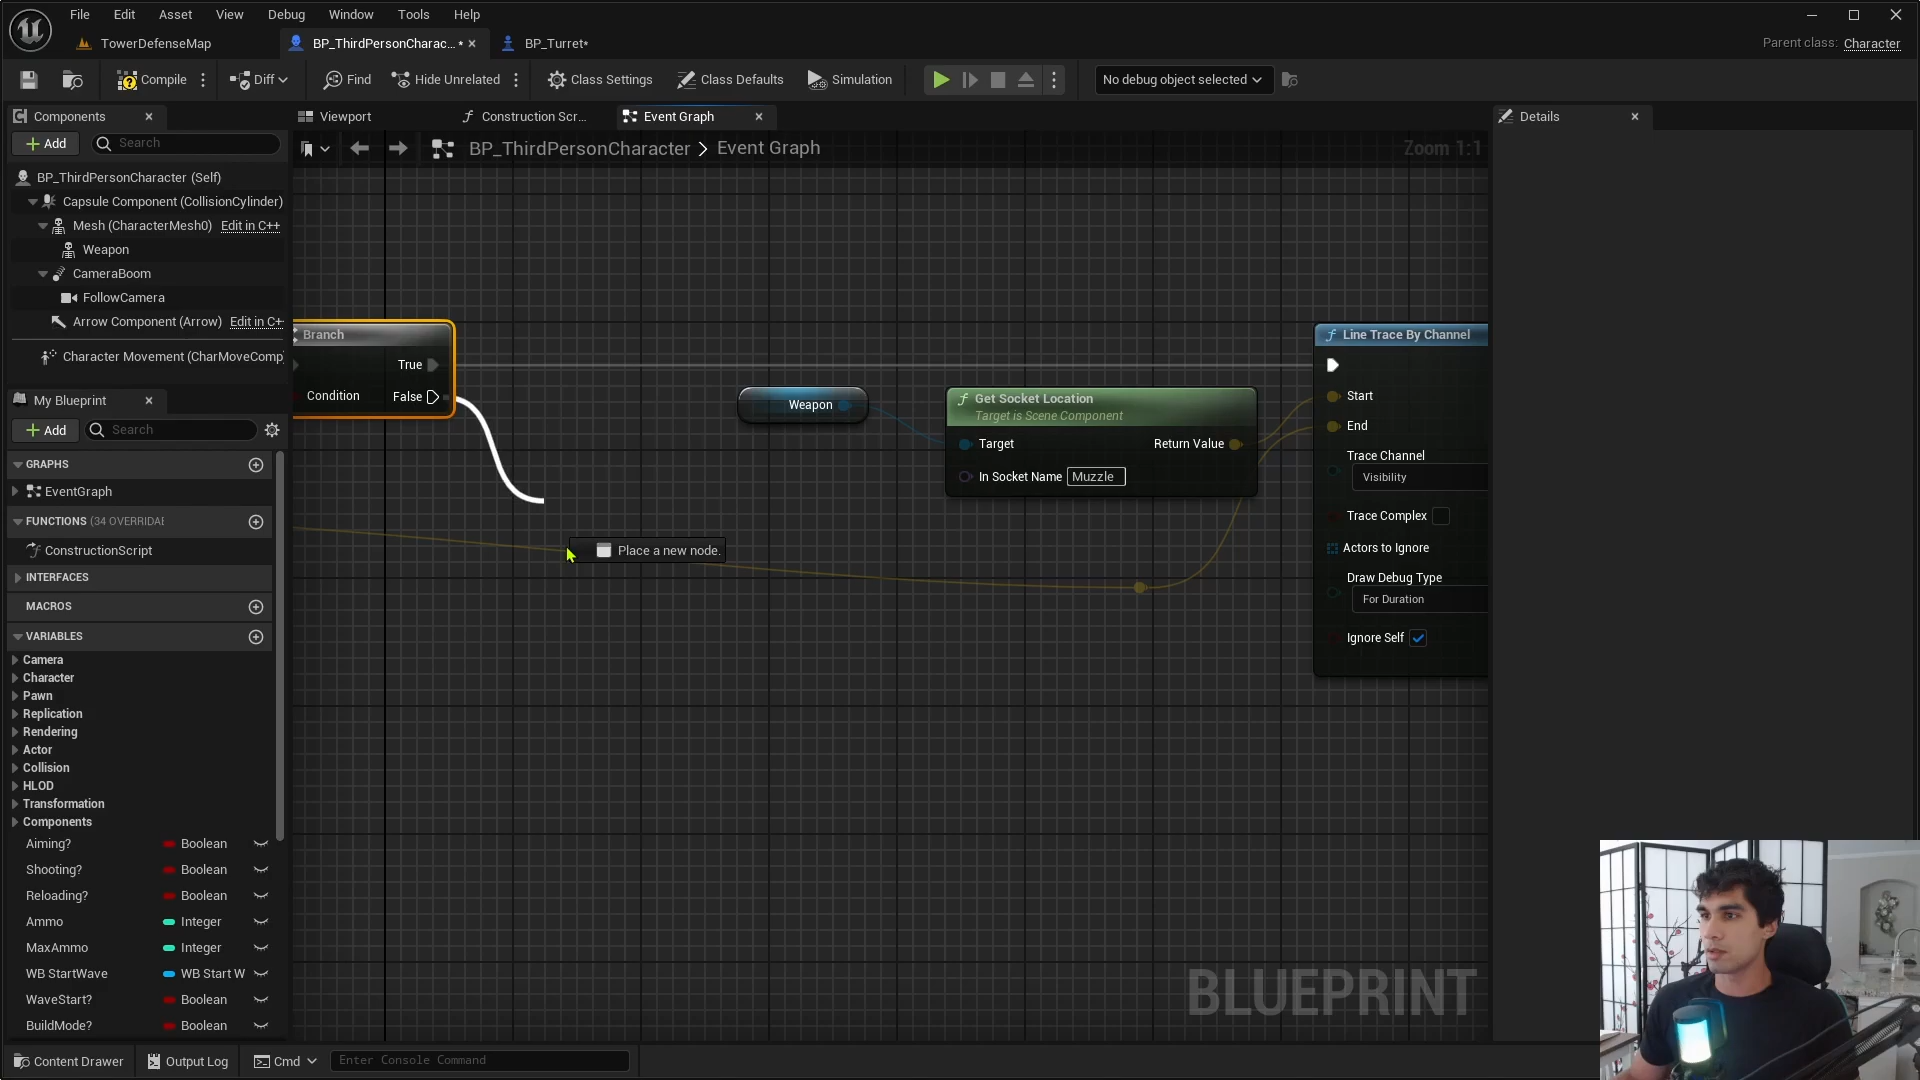 File Edit Asset View Debug Window Tools Help
TowerDefenseMap
BP_ThirdPersonCharac... *
BP_Turret*
Parent class: Character
Compile
Diff
Find
Hide Unrelated
Class Settings
Class Defaults
Simulation
No debug object selected
Components
Add
Search
BP_ThirdPersonCharacter (Self)
Capsule Component (CollisionCylinder)
Mesh (CharacterMesh0) Edit in C++
Weapon
CameraBoom
FollowCamera
Arrow Component (Arrow) Edit in C+
Character Movement (CharMoveComp)
My Blueprint
Add
Search
GRAPHS
EventGraph
FUNCTIONS (34 OVERRIDAE
ConstructionScript
INTERFACES
MACROS
VARIABLES
Camera
Character
Pawn
Replication
Rendering
Actor
Collision
HLOD
Transformation
Components
Aiming? Boolean
Shooting? Boolean
Reloading? Boolean
Ammo Integer
MaxAmmo Integer
WB StartWave WB Start W
WaveStart? Boolean
BuildMode? Boolean
Viewport
Construction Scr...
Event Graph
BP_ThirdPersonCharacter > Event Graph
Zoom 1:1
Branch
True
Condition False
Weapon
Get Socket Location
Target is Scene Component
Target Return Value
In Socket Name Muzzle
Place a new node.
Line Trace By Channel
Start
End
Trace Channel
Visibility
Trace Complex
Actors to Ignore
Draw Debug Type
For Duration
Ignore Self
BLUEPRINT
Details
Content Drawer
Output Log
Cmd
Enter Console Command